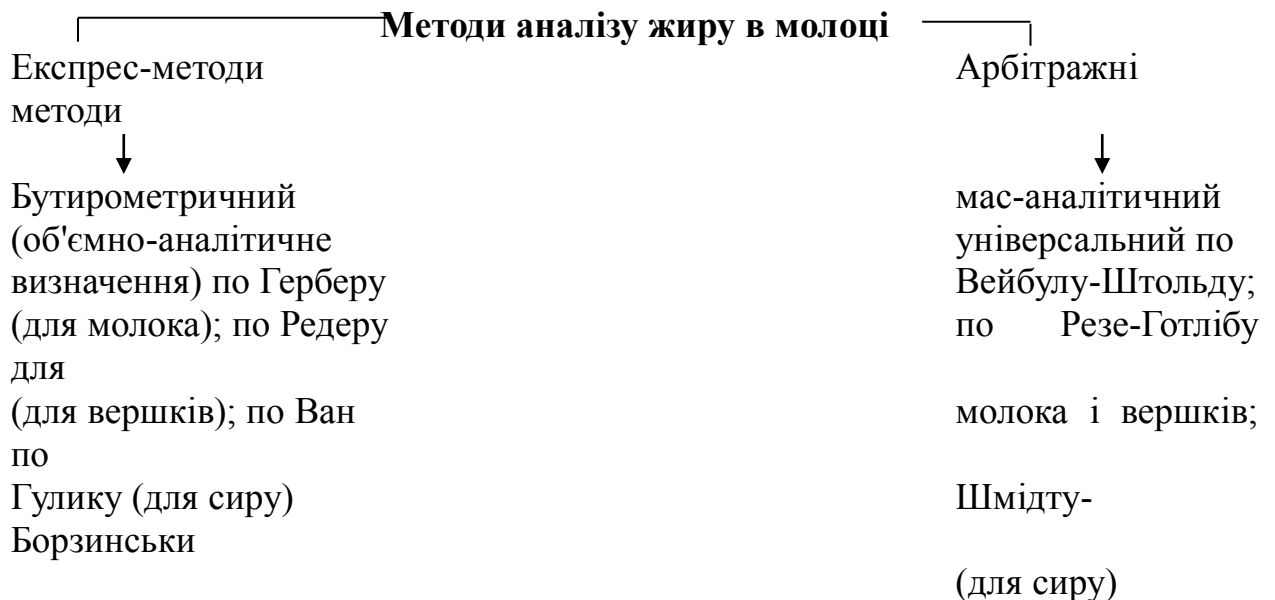 Методи аналізу жиру в молоці
Експрес-методи Арбітражні
методи
Бутирометричний мас-аналітичний
(об'ємно-аналітичне універсальний по
визначення) по Герберу Вейбулу-Штольду;
(для молока); по Редеру по Резе-Готлібу
для
(для вершків); по Ван молока і вершків;
по
Гулику (для сиру) Шмідту-
Борзинськи
(для сиру)